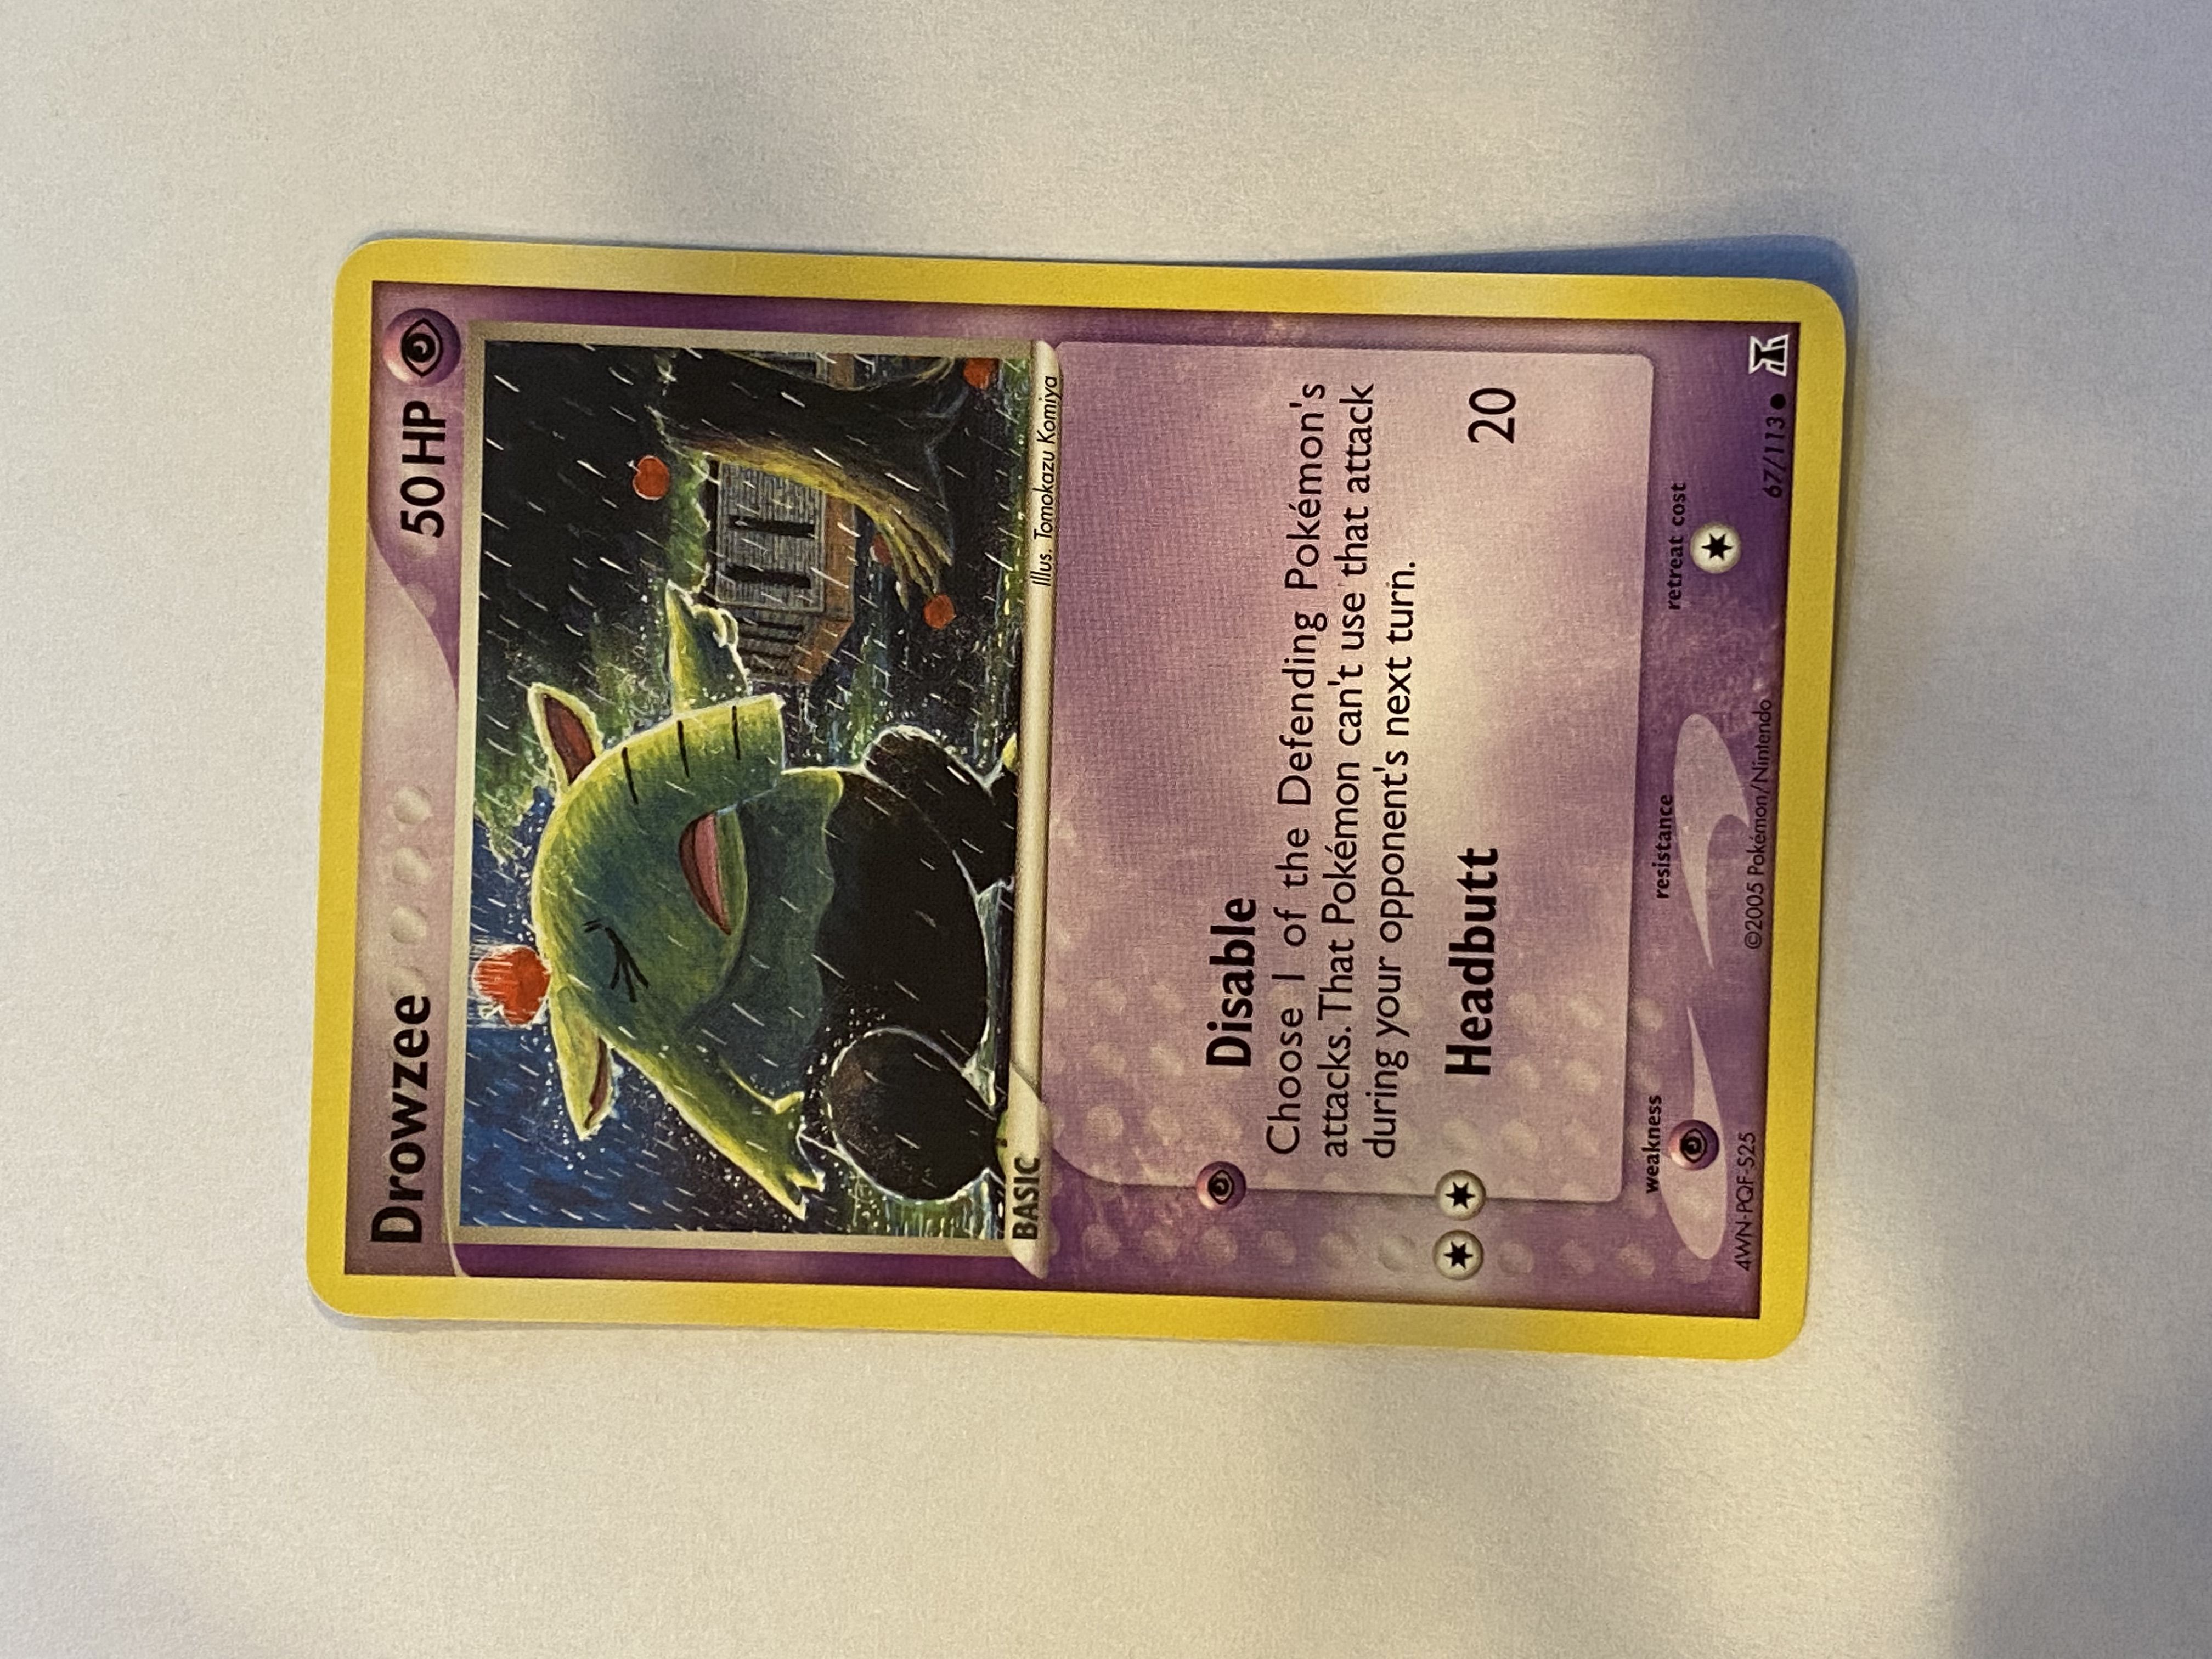 Drowzee
50 HP
BASIC
Illus. Tomokazu Komiya
Disable
Choose 1 of the Defending Pokémon's
attacks. That Pokémon can't use that attack
during your opponent's next turn.
Headbutt
20
weakness
resistance
retreat cost
4WN-PQF-S25
©2005 Pokémon/Nintendo
67/113